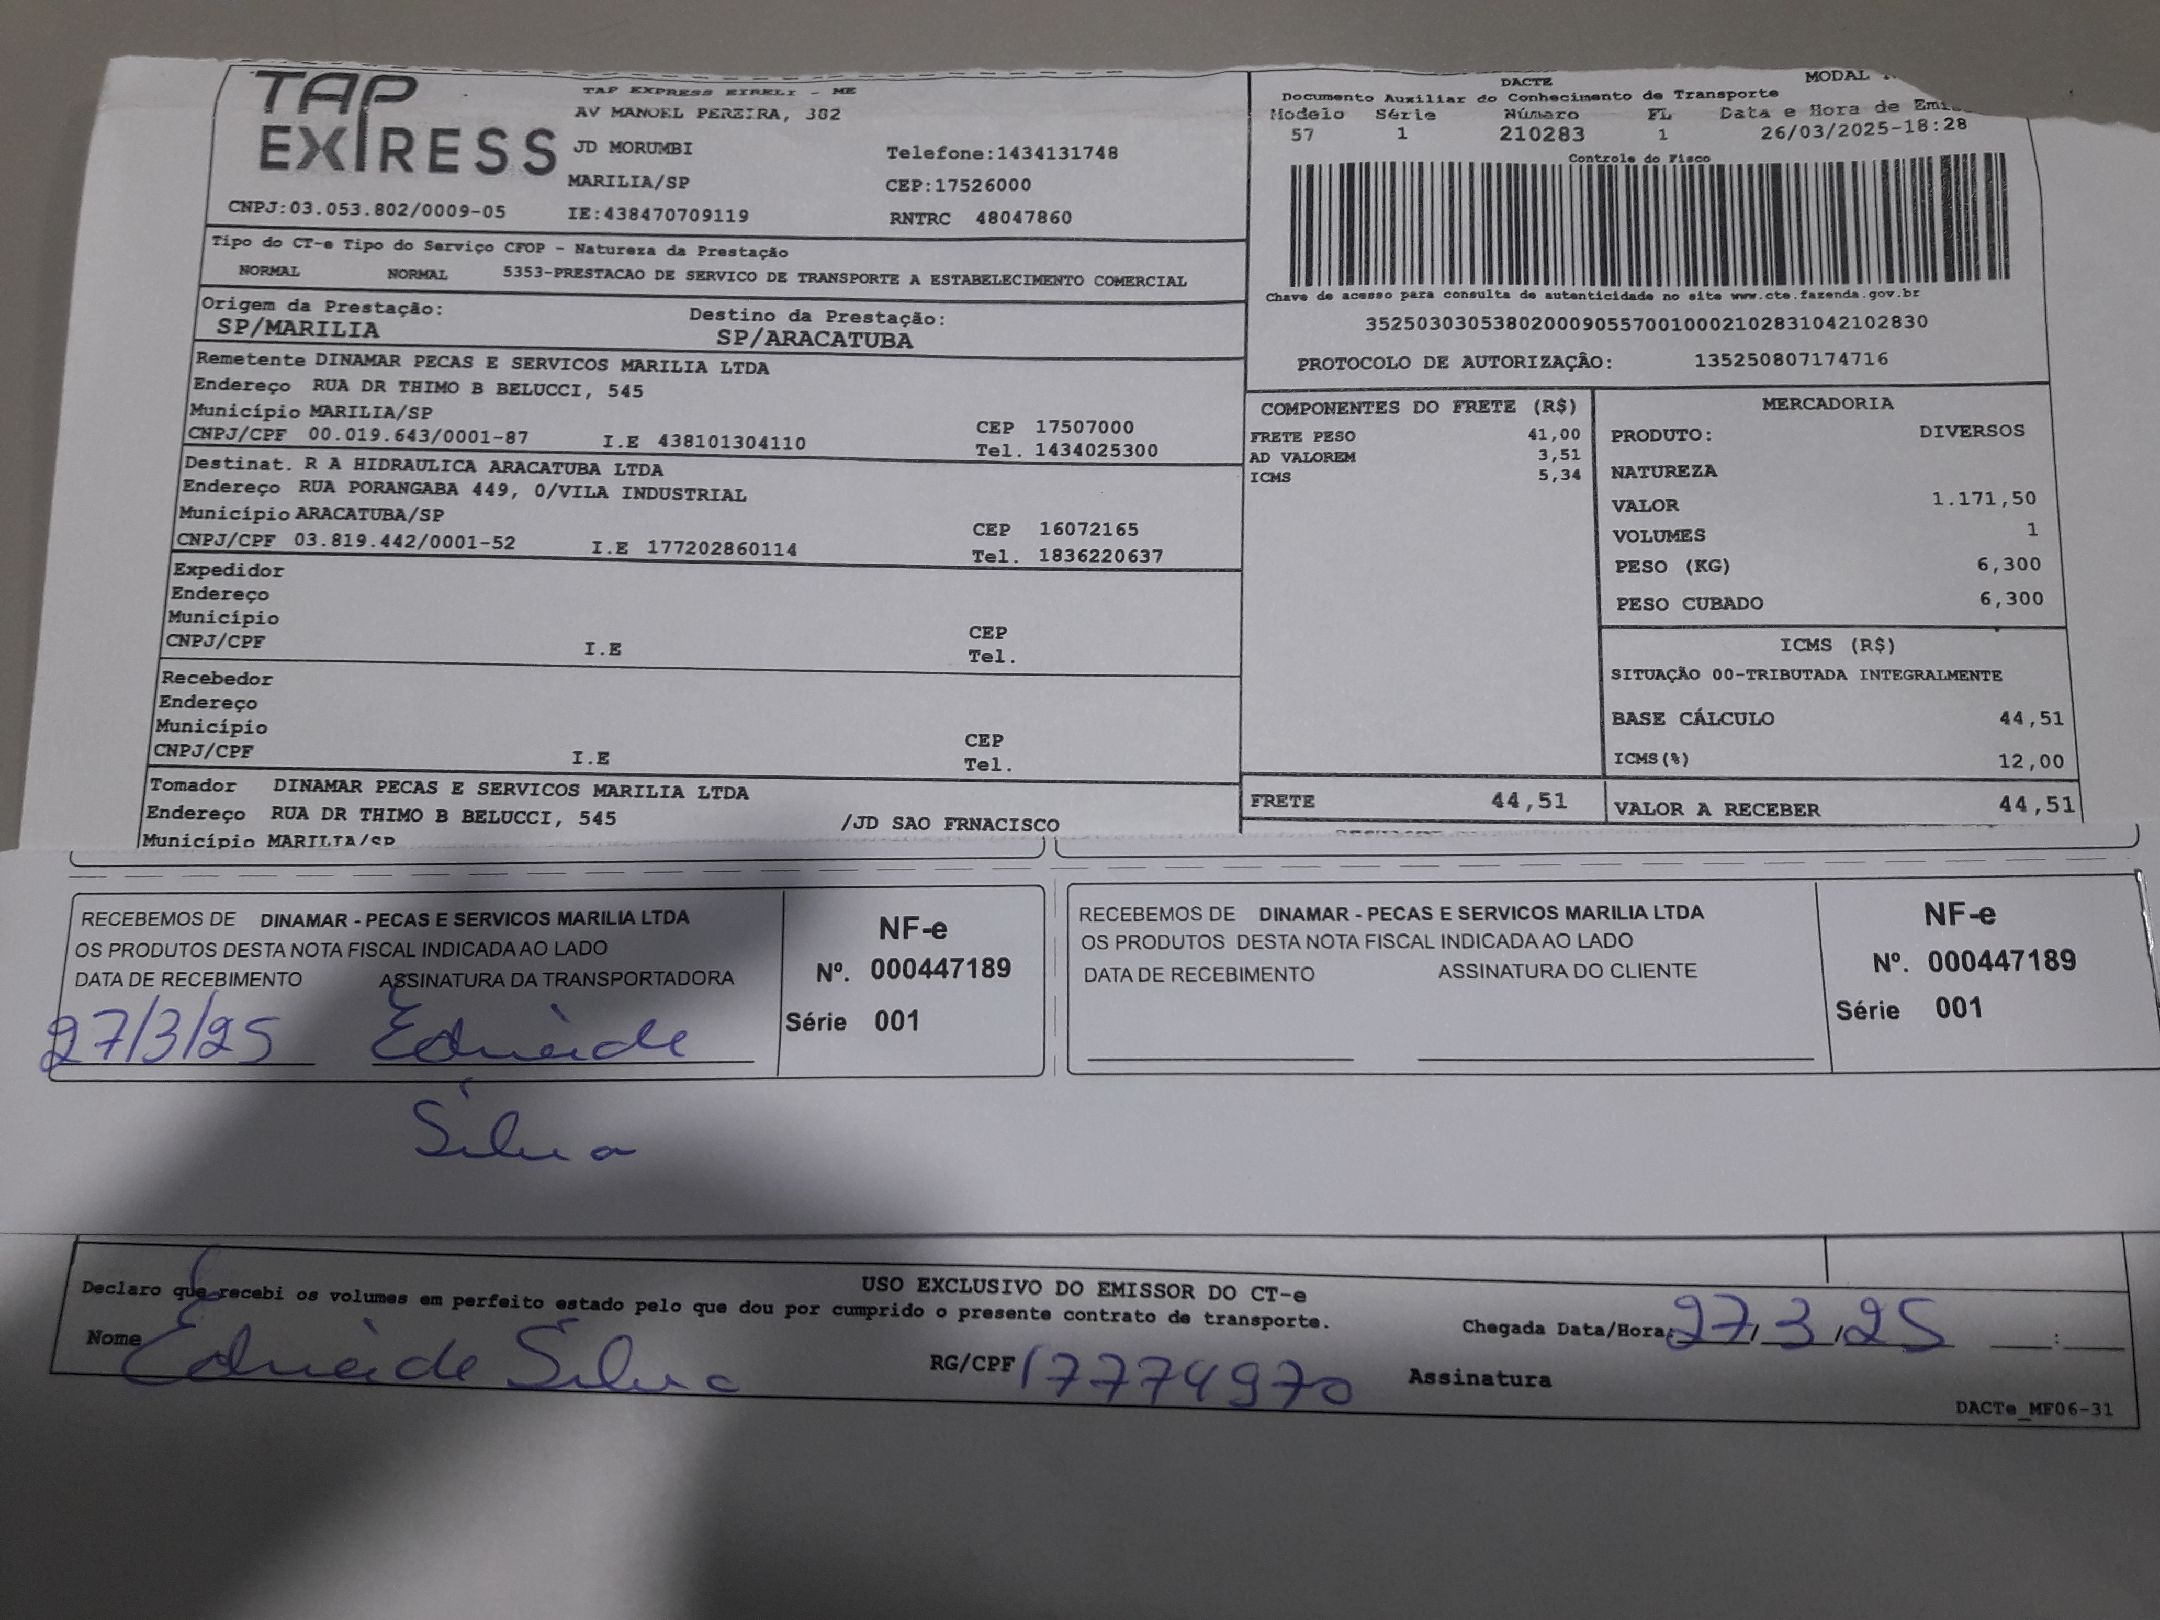 TAP EXPRESS
TAP EXPRESS EIRELI - ME
AV MANOEL PEREIRA, 382
JD MORUMBI Telefone:1434131748
MARILIA/SP CEP:17526000
CNPJ:03.053.802/0009-05 IE:438470709119 RNTRC 48047860
Tipo do CT-e Tipo do Serviço CFOP - Natureza da Prestação
NORMAL NORMAL 5353-PRESTACAO DE SERVICO DE TRANSPORTE A ESTABELECIMENTO COMERCIAL
Origem da Prestação: Destino da Prestação:
SP/MARILIA SP/ARACATUBA
Remetente DINAMAR PECAS E SERVICOS MARILIA LTDA
Endereço RUA DR THIMO B BELUCCI, 545
Município MARILIA/SP CEP 17507000
CNPJ/CPF 00.019.643/0001-87 I.E 438101304110 Tel. 1434025300
Destinat. R A HIDRAULICA ARACATUBA LTDA
Endereço RUA PORANGABA 449, 0/VILA INDUSTRIAL
Município ARACATUBA/SP CEP 16072165
CNPJ/CPF 03.819.442/0001-52 I.E 177202860114 Tel. 1836220637
Expedidor
Endereço
Município CEP
CNPJ/CPF I.E Tel.
Recebedor
Endereço
Município CEP
CNPJ/CPF I.E Tel.
Tomador DINAMAR PECAS E SERVICOS MARILIA LTDA
Endereço RUA DR THIMO B BELUCCI, 545 /JD SAO FRNACISCO
Município MARILIA/SP
DACTE MODAL
Documento Auxiliar do Conhecimento de Transporte
Modelo Série Número FL Data e Hora de Emis
57 1 210283 1 26/03/2025-18:28
Controle do Fisco
Chave de acesso para consulta de autenticidade no site www.cte.fazenda.gov.br
35250303053802000905570010002102831042102830
PROTOCOLO DE AUTORIZAÇÂO: 135250807174716
COMPONENTES DO FRETE (R$)
FRETE PESO 41,00
AD VALOREM 3,51
ICMS 5,34
FRETE 44,51
MERCADORIA
PRODUTO: DIVERSOS
NATUREZA
VALOR 1.171,50
VOLUMES 1
PESO (KG) 6,300
PESO CUBADO 6,300
ICMS (R$)
SITUAÇÃO 00-TRIBUTADA INTEGRALMENTE
BASE CÁLCULO 44,51
ICMS(%) 12,00
VALOR A RECEBER 44,51
RECEBEMOS DE DINAMAR - PECAS E SERVICOS MARILIA LTDA
OS PRODUTOS DESTA NOTA FISCAL INDICADA AO LADO
DATA DE RECEBIMENTO ASSINATURA DA TRANSPORTADORA
27/3/25 Edneide
Silva
NF-e
Nº. 000447189
Série 001
RECEBEMOS DE DINAMAR - PECAS E SERVICOS MARILIA LTDA
OS PRODUTOS DESTA NOTA FISCAL INDICADA AO LADO
DATA DE RECEBIMENTO ASSINATURA DO CLIENTE
NF-e
Nº. 000447189
Série 001
USO EXCLUSIVO DO EMISSOR DO CT-e
Declaro que recebi os volumes em perfeito estado pelo que dou por cumprido o presente contrato de transporte.
Nome Edneide Silva RG/CPF 17774970 Chegada Data/Hora: 27/3/25 :
Assinatura
DACTe_MF06-31